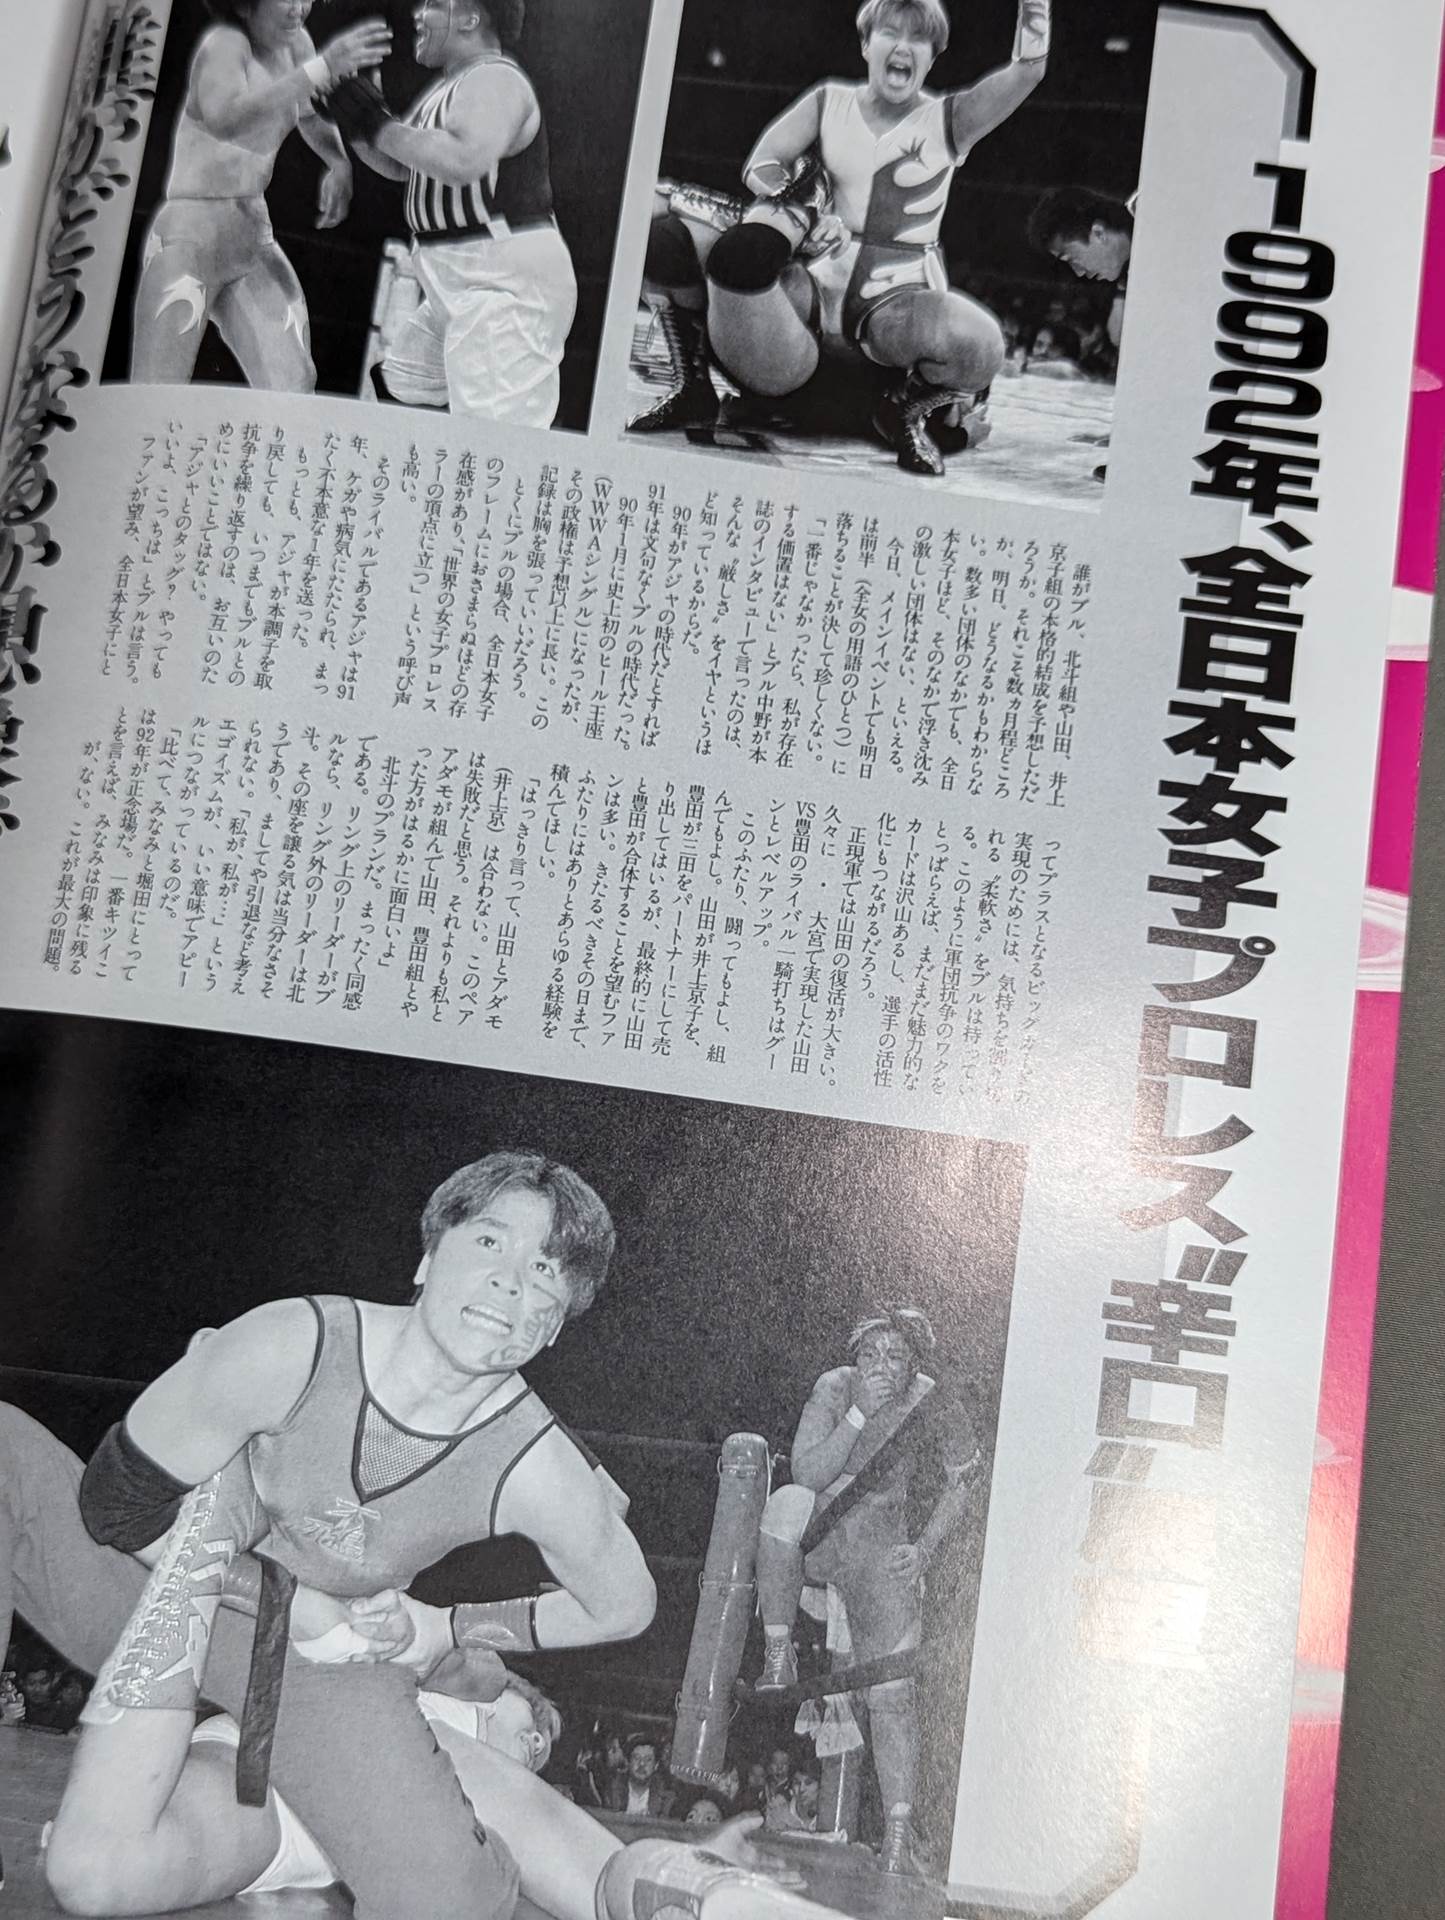 1992年、全日本女子プロレス〝辛口〟
誰がブル、北斗組や山田、井上
京子組の本格的結成を予想しただ
ろうか。それこそ数ヵ月程どころ
か、明日、どうなるかもわからな
い。数多い団体のなかでも、全日
本女子ほど、そのなかで浮き沈み
の激しい団体はない、といえる。
今日、メインイベントでも明日
は前半（全女の用語のひとつ）に
落ちることが決して珍しくない。
「一番じゃなかったら、私が存在
する価値はない」とブル中野が本
誌のインタビューで言ったのは、
そんな〝厳しさ〟をイヤというほ
ど知っているからだ。
90年がアジャの時代だとすれば
91年は文句なくブルの時代だった。
90年1月に史上初のヒール王座
（WWWAシングル）になったが、
その政権は予想以上に長い。この
記録は胸を張っていいだろう。
とくにブルの場合、全日本女子
のフレームにおさまらぬほどの存
在感があり、「世界の女子プロレス
ラーの頂点に立つ」という呼び声
も高い。
そのライバルであるアジャは91
年、ケガや病気にたたられ、まっ
たく不本意な1年を送った。
もっとも、アジャが本調子を取
り戻しても、いつまでもブルとの
抗争を繰り返すのは、お互いのた
めにいいことではない。
「アジャとのタッグ？やっても
いいよ、こっちは」とブルは言う。
ファンが望み、全日本女子にと
ってプラスとなるビッグ
実現のためには、気持ちを
れる〝柔軟さ〟をブルは持ってい
る。このように軍団抗争のワクを
とっぱらえば、まだまだ魅力的な
カードは沢山あるし、選手の活性
化にもつながるだろう。
正規軍では山田の復活が大きい。
久々に・大宮で実現した山田
VS豊田のライバル一騎打ちはグー
ンとレベルアップ。
このふたり、闘ってもよし、組
んでもよし。山田が井上京子を、
豊田が三田をパートナーにして売
り出してはいるが、最終的に山田
と豊田が合体することを望むファ
ンは多い。きたるべきその日まで、
ふたりにはありとあらゆる経験を
積んでほしい。
「はっきり言って、山田とアダモ
（井上京）は合わない。このペア
は失敗だと思う。それよりも私と
アダモが組んで山田、豊田組とや
った方がはるかに面白いよ」
北斗のプランだ。まったく同感
である。リング上のリーダーがブ
ルなら、リング外のリーダーは北
斗。その座を譲る気は当分なさそ
うであり、ましてや引退など考え
られない。「私が、私が…」という
エゴイズムが、いい意味でアピー
ルにつながっているのだ。
「比べて、みなみと堀田にとって
は92年が正念場だ。一番キツイこ
とを言えば、みなみは印象に残る
が、ない。これが最大の問題。